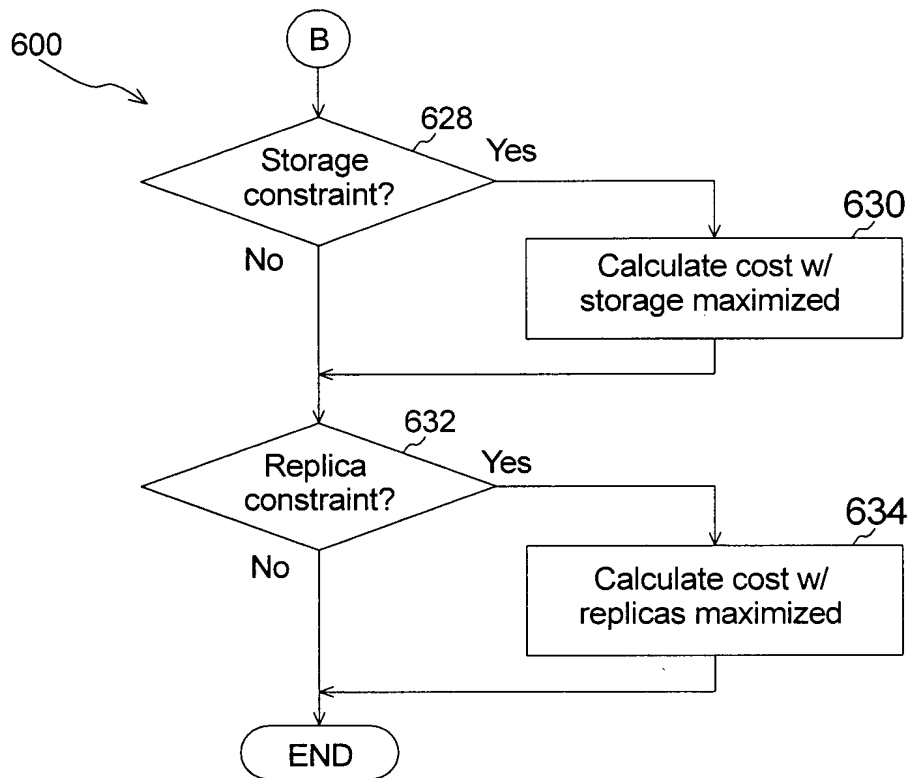 B
600
628
Storage
constraint?
Yes
No
630
Calculate cost w/
storage maximized
632
Replica
constraint?
Yes
No
634
Calculate cost w/
replicas maximized
END